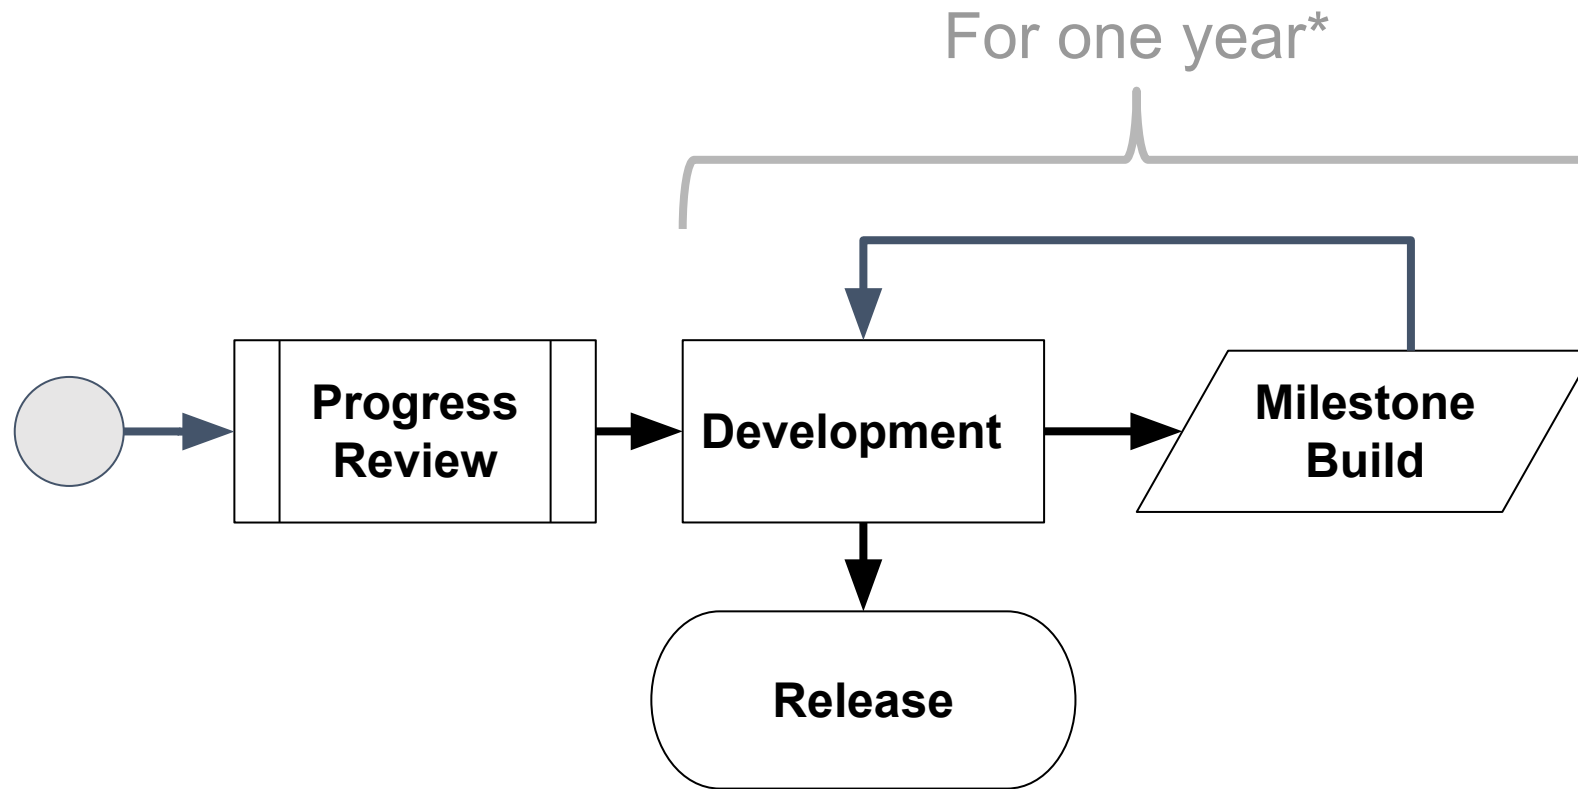 For one year*
Progress
Review
Development
Milestone
Build
Release